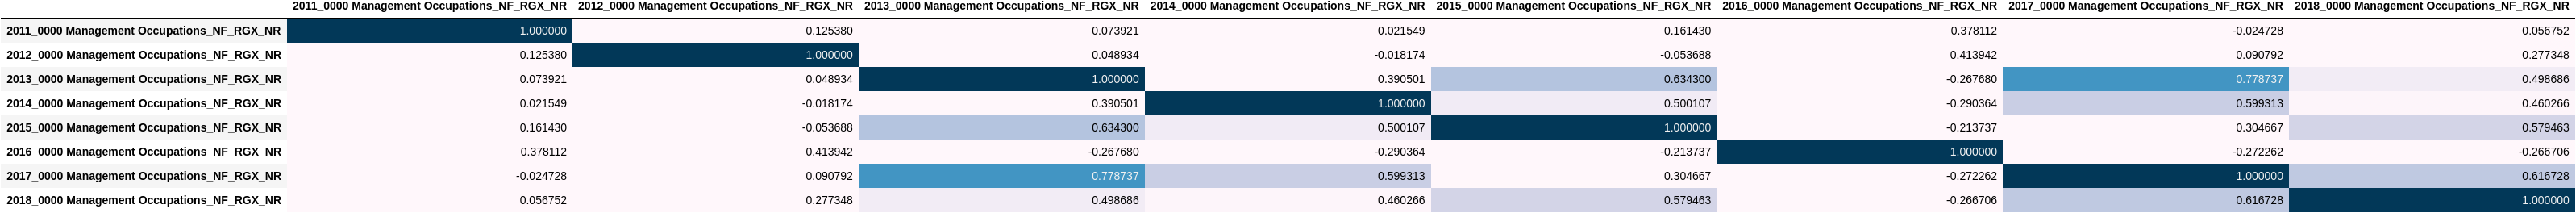 2011_0000 Management Occupations_NF_RGX_NR 2012_0000 Management Occupations_NF_RGX_NR 2013_0000 Management Occupations_NF_RGX_NR 2014_0000 Management Occupations_NF_RGX_NR 2015_0000 Management Occupations_NF_RGX_NR 2016_0000 Management Occupations_NF_RGX_NR 2017_0000 Management Occupations_NF_RGX_NR 2018_0000 Management Occupations_NF_RGX_NR
2011_0000 Management Occupations_NF_RGX_NR 1.000000 0.125380 0.073921 0.021549 0.161430 0.378112 -0.024728 0.056752
2012_0000 Management Occupations_NF_RGX_NR 0.125380 1.000000 0.048934 -0.018174 -0.053688 0.413942 0.090792 0.277348
2013_0000 Management Occupations_NF_RGX_NR 0.073921 0.048934 1.000000 0.390501 0.634300 -0.267680 0.778737 0.498686
2014_0000 Management Occupations_NF_RGX_NR 0.021549 -0.018174 0.390501 1.000000 0.500107 -0.290364 0.599313 0.460266
2015_0000 Management Occupations_NF_RGX_NR 0.161430 -0.053688 0.634300 0.500107 1.000000 -0.213737 0.304667 0.579463
2016_0000 Management Occupations_NF_RGX_NR 0.378112 0.413942 -0.267680 -0.290364 -0.213737 1.000000 -0.272262 -0.266706
2017_0000 Management Occupations_NF_RGX_NR -0.024728 0.090792 0.778737 0.599313 0.304667 -0.272262 1.000000 0.616728
2018_0000 Management Occupations_NF_RGX_NR 0.056752 0.277348 0.498686 0.460266 0.579463 -0.266706 0.616728 1.000000